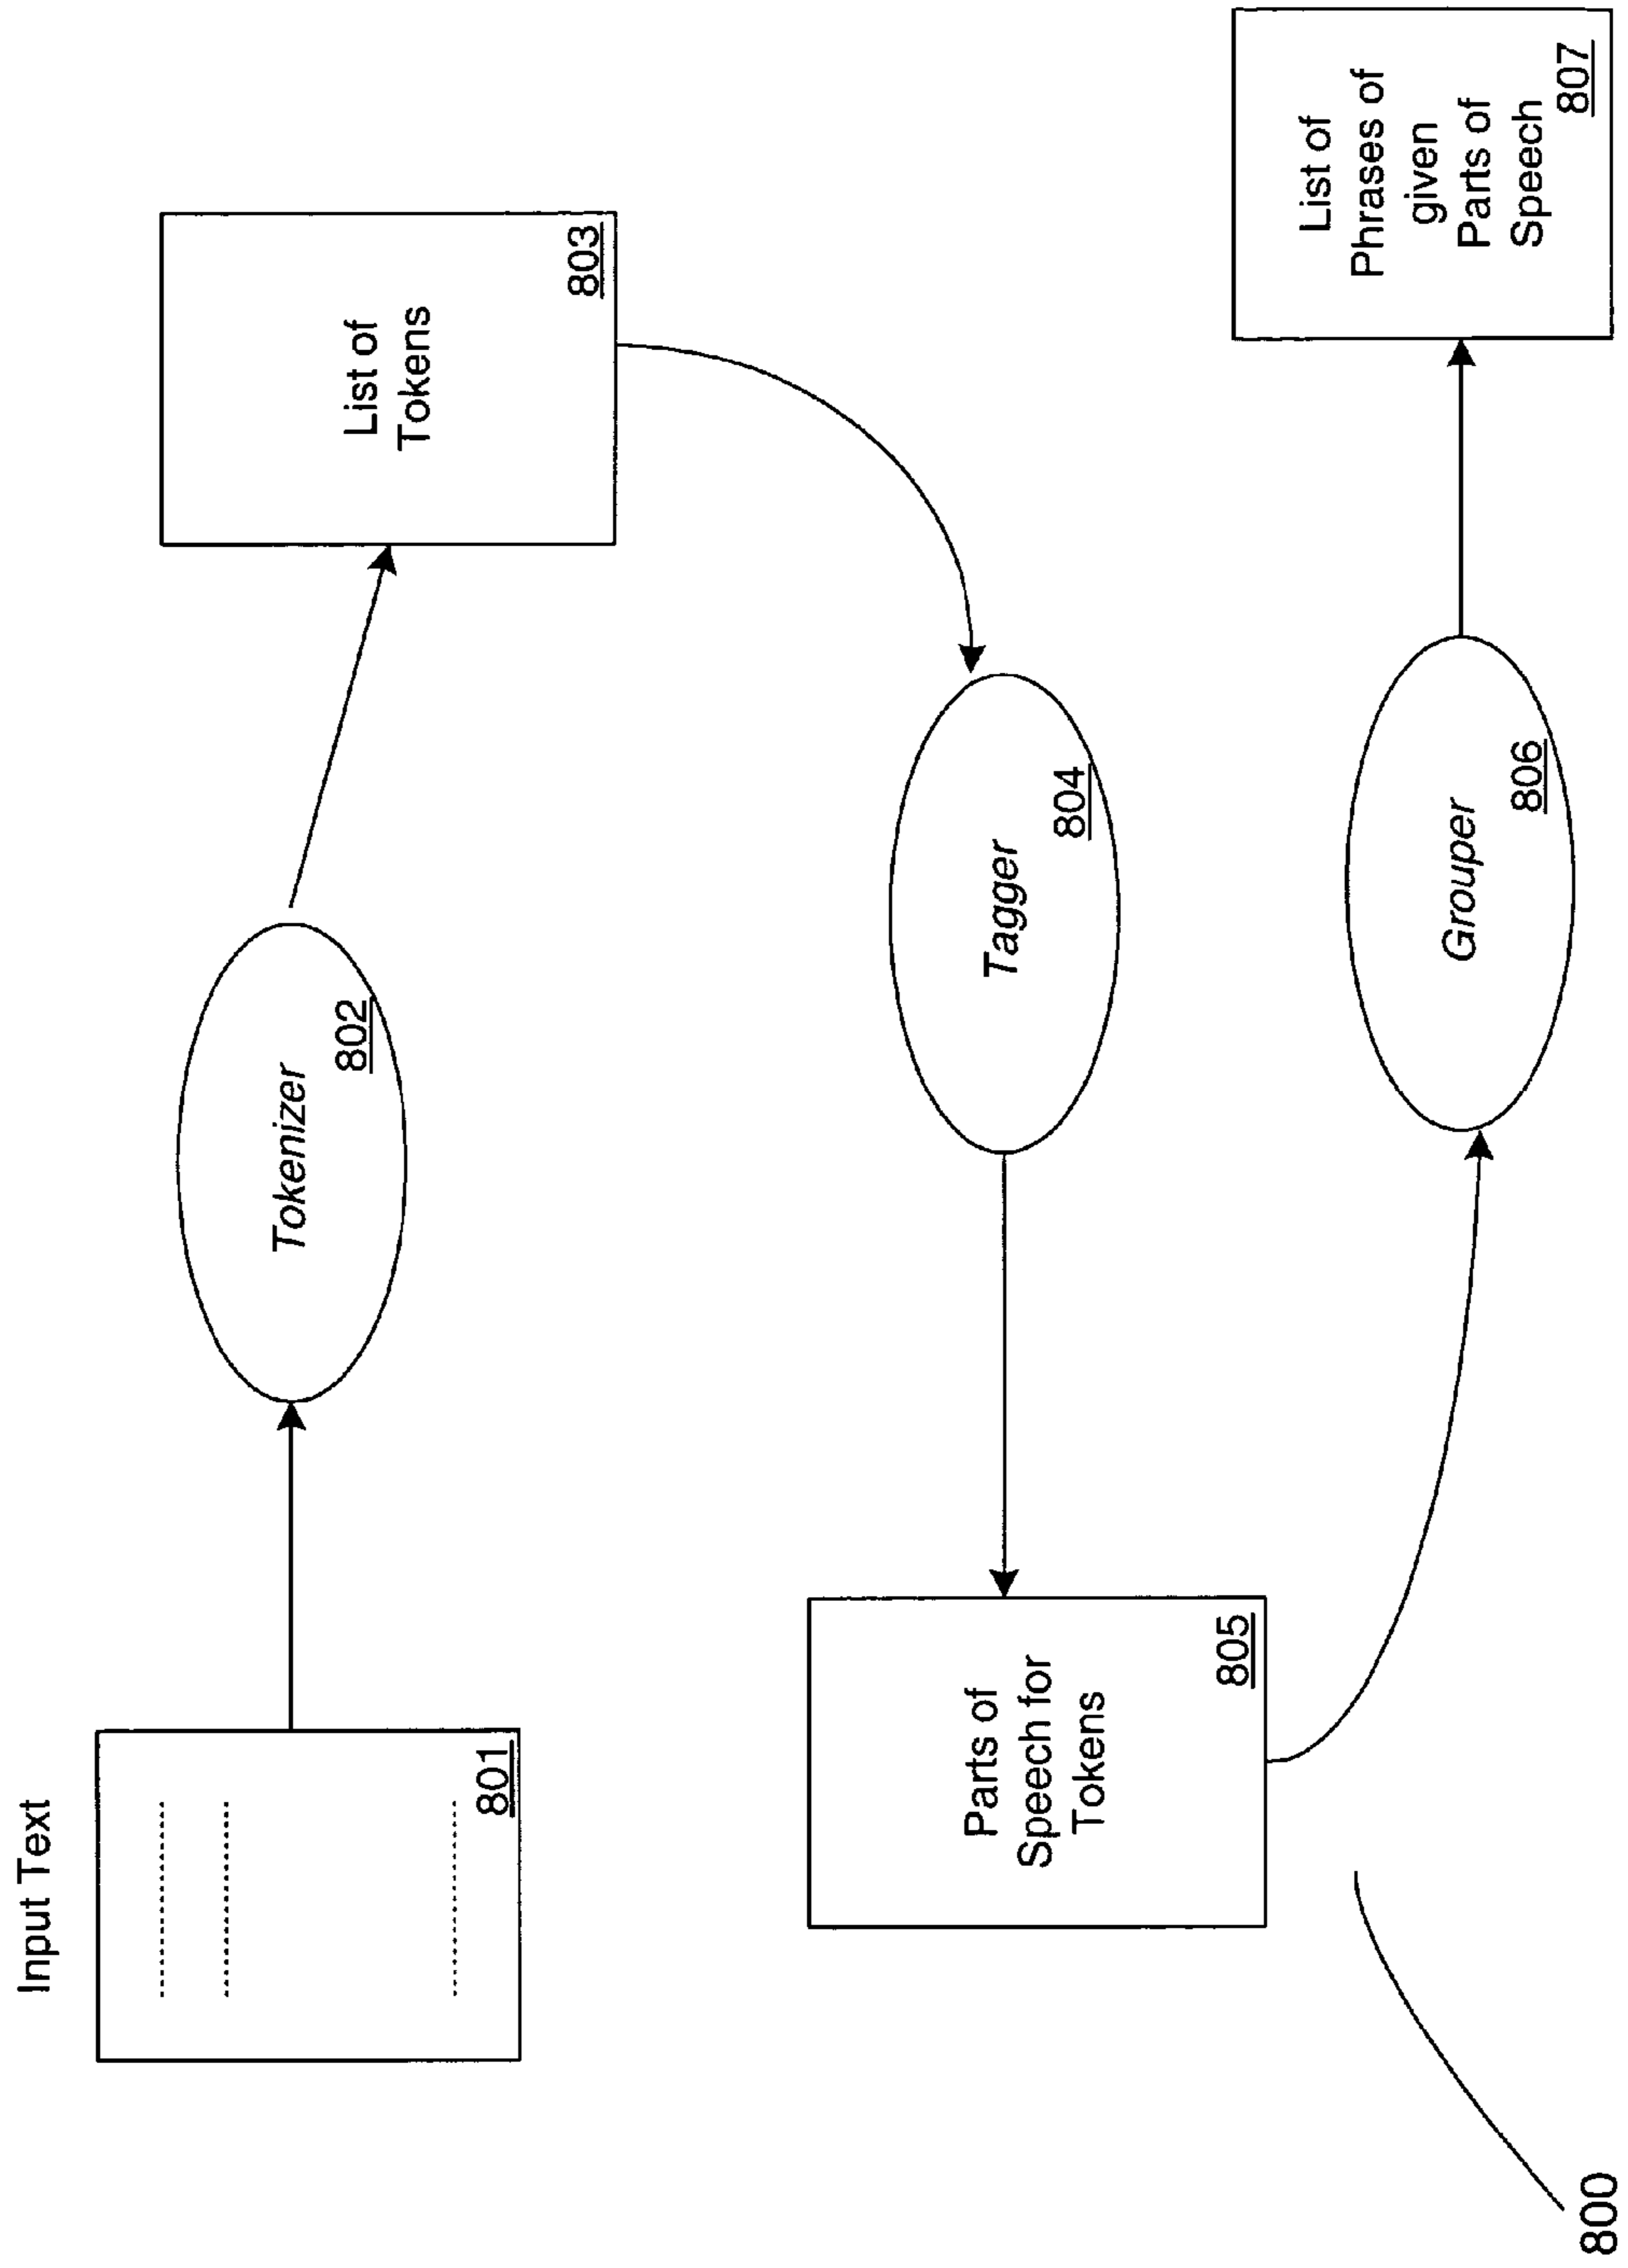 Input Text
801
Tokenizer
802
List of
Tokens
803
Tagger
804
Parts of
Speech for
Tokens
805
Grouper
806
List of
Phrases of
given
Parts of
Speech
807
800